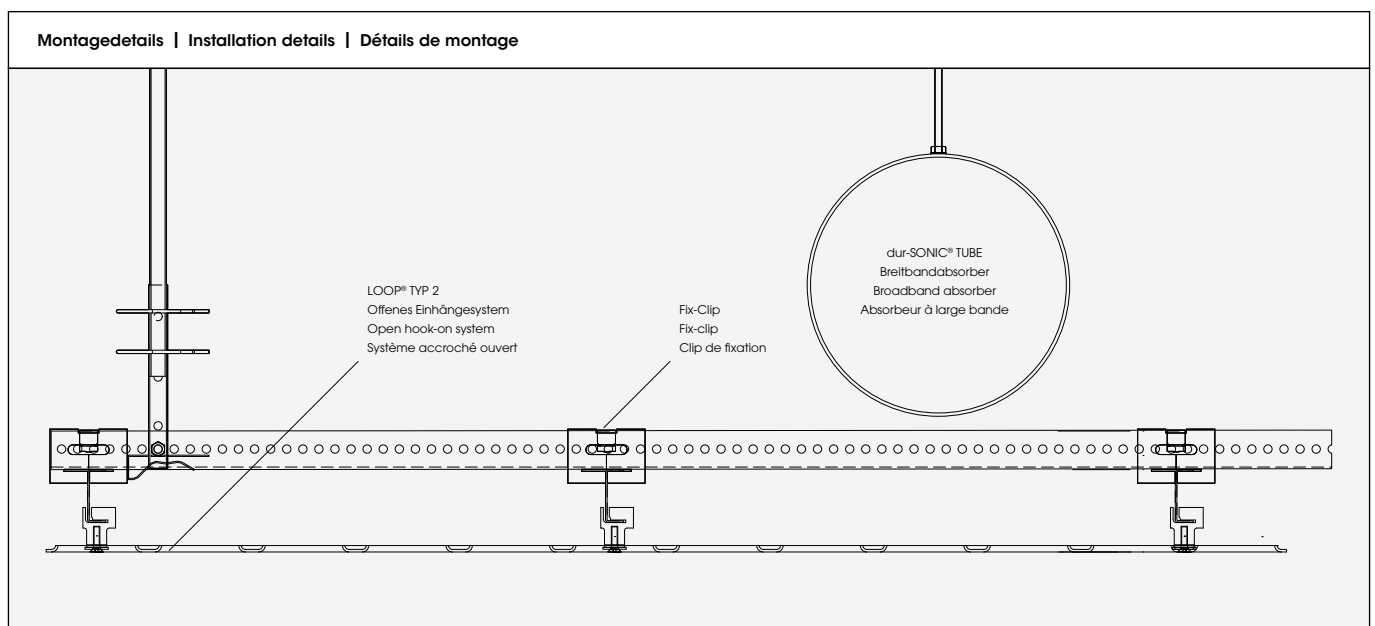 Montagedetails | Installation details | Détails de montage
LOOP® TYP 2
Offenes Einhängesystem
Open hook-on system
Système accroché ouvert
Fix-Clip
Fix-clip
Clip de fixation
dur-SONIC® TUBE
Breitbandabsorber
Broadband absorber
Absorbeur à large bande